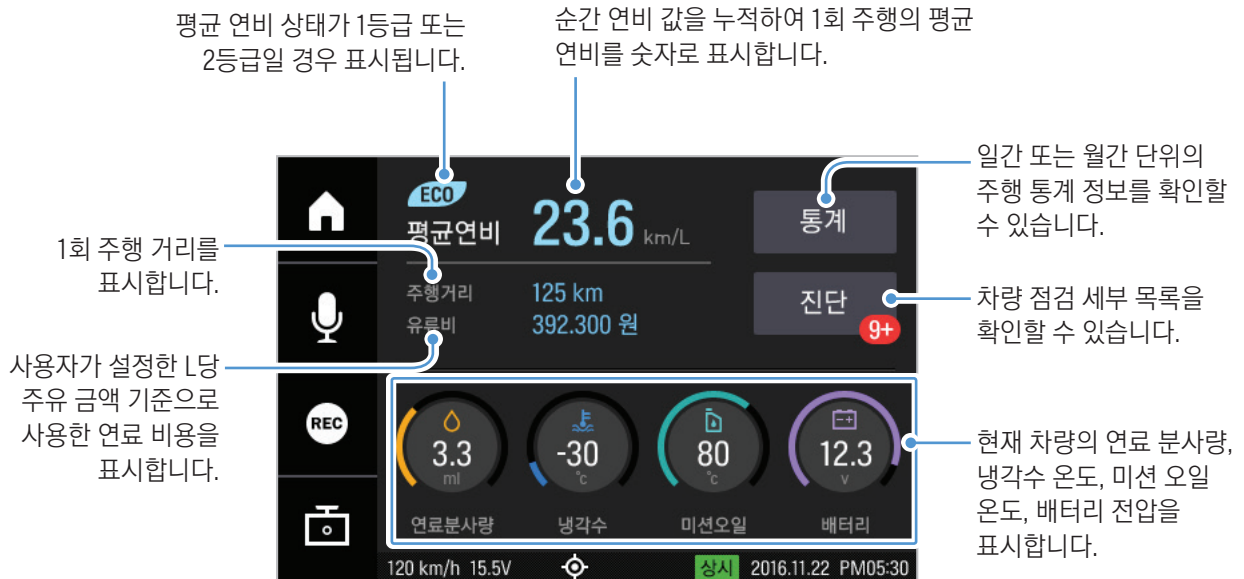 평균 연비 상태가 1등급 또는
2등급일 경우 표시됩니다.
순간 연비 값을 누적하여 1회 주행의 평균
연비를 숫자로 표시합니다.
일간 또는 월간 단위의
주행 통계 정보를 확인할
수 있습니다.
1회 주행 거리를
표시합니다.
차량 점검 세부 목록을
확인할 수 있습니다.
사용자가 설정한 L당
주유 금액 기준으로
사용한 연료 비용을
표시합니다.
현재 차량의 연료 분사량,
냉각수 온도, 미션 오일
온도, 배터리 전압을
표시합니다.
ECO
평균연비 23.6 km/L
통계
주행거리 125 km
유류비 392.300 원
진단
9+
REC
3.3 -30 80 12.3
ml °c °c v
연료분사량 냉각수 미션오일 배터리
120 km/h 15.5V 상시 2016.11.22 PM05:30